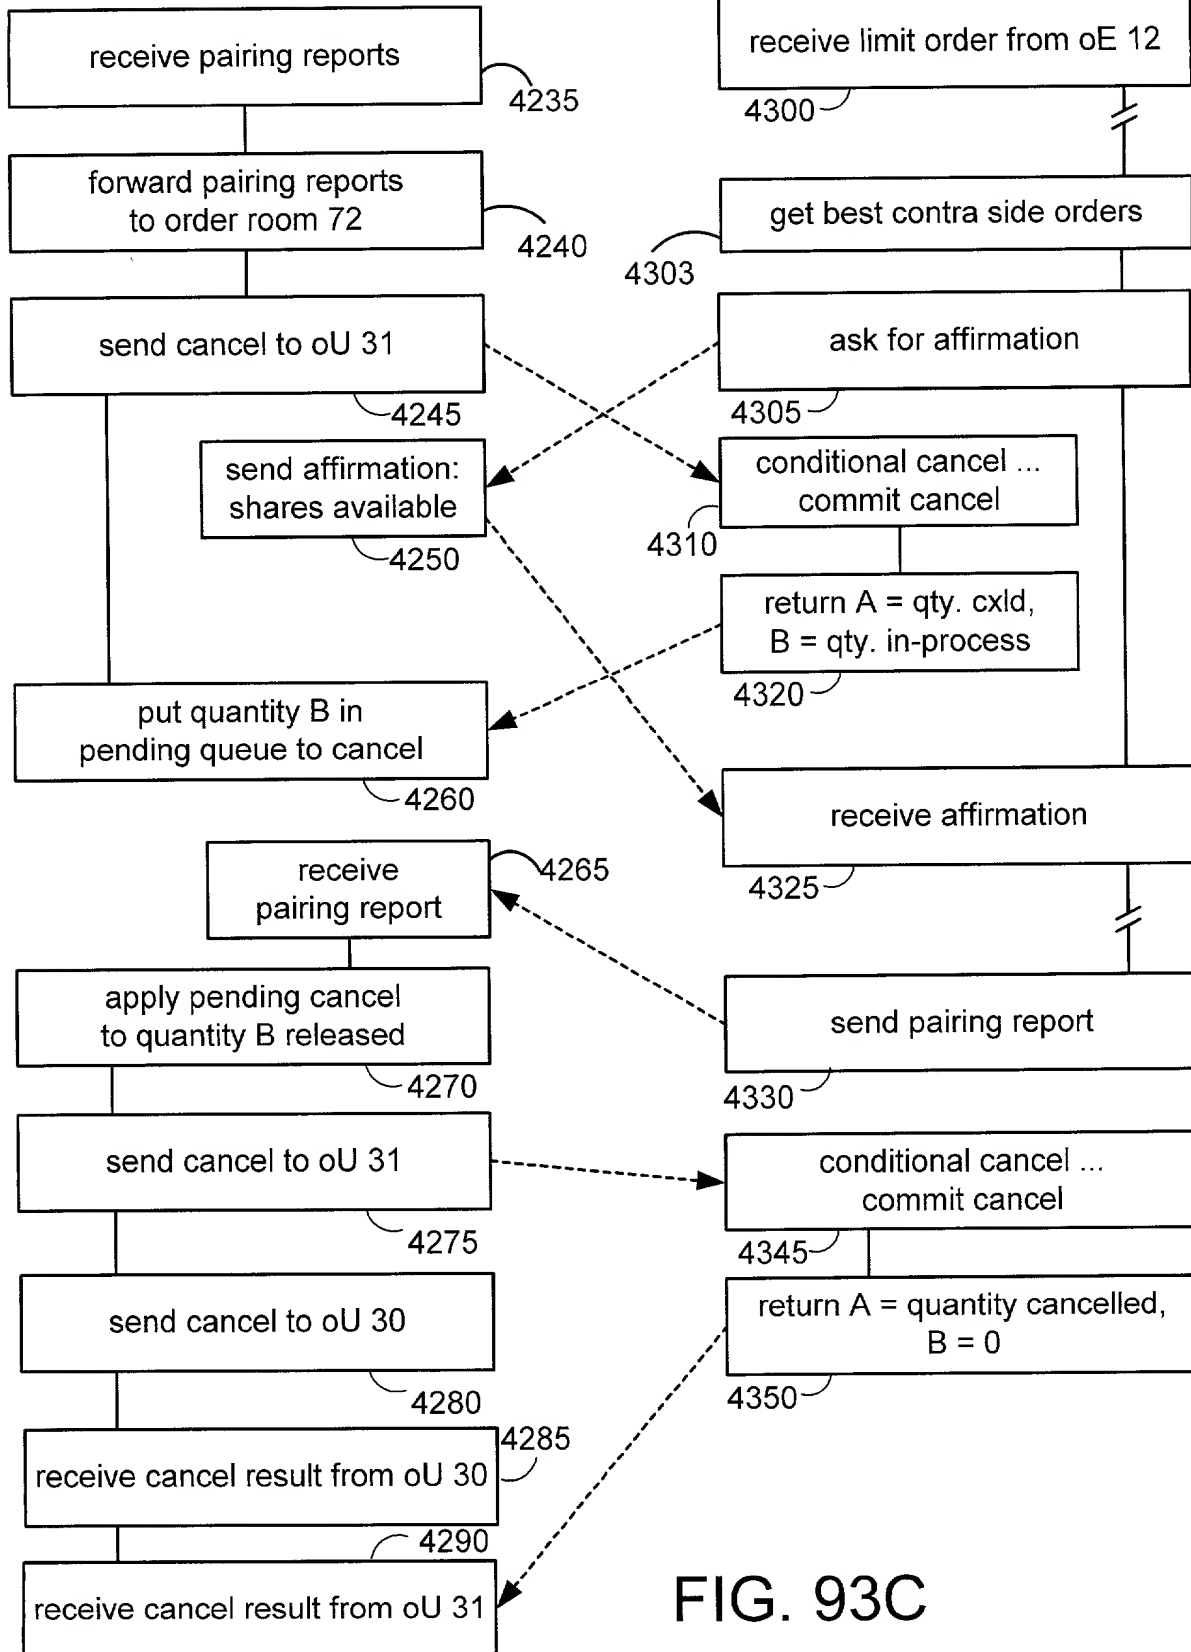 receive pairing reports
4235
forward pairing reports
to order room 72
4240
send cancel to oU 31
4245
send affirmation:
shares available
4250
put quantity B in
pending queue to cancel
4260
receive
pairing report
4265
apply pending cancel
to quantity B released
4270
send cancel to oU 31
4275
send cancel to oU 30
4280
receive cancel result from oU 30
4285
4290
receive cancel result from oU 31
receive limit order from oE 12
4300
get best contra side orders
4303
ask for affirmation
4305
conditional cancel ...
commit cancel
4310
return A = qty. cxld,
B = qty. in-process
4320
receive affirmation
4325
send pairing report
4330
conditional cancel ...
commit cancel
4345
return A = quantity cancelled,
B = 0
4350
FIG. 93C